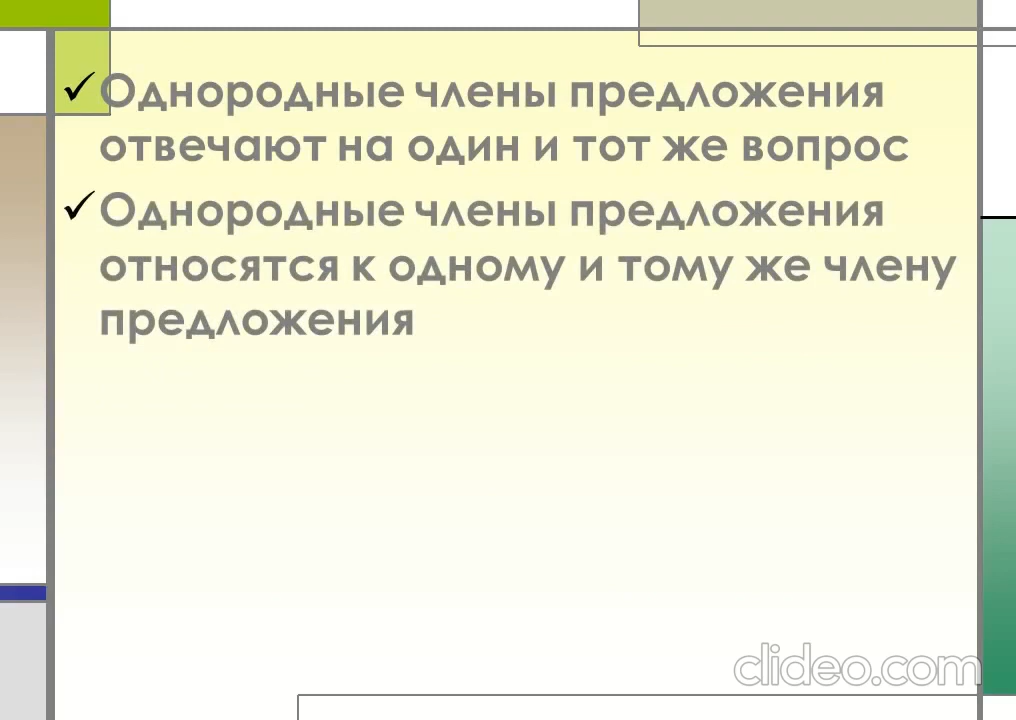 Однородные члены предложения
отвечают на один и тот же вопрос
Однородные члены предложения
относятся к одному и тому же члену
предложения
clideo.com